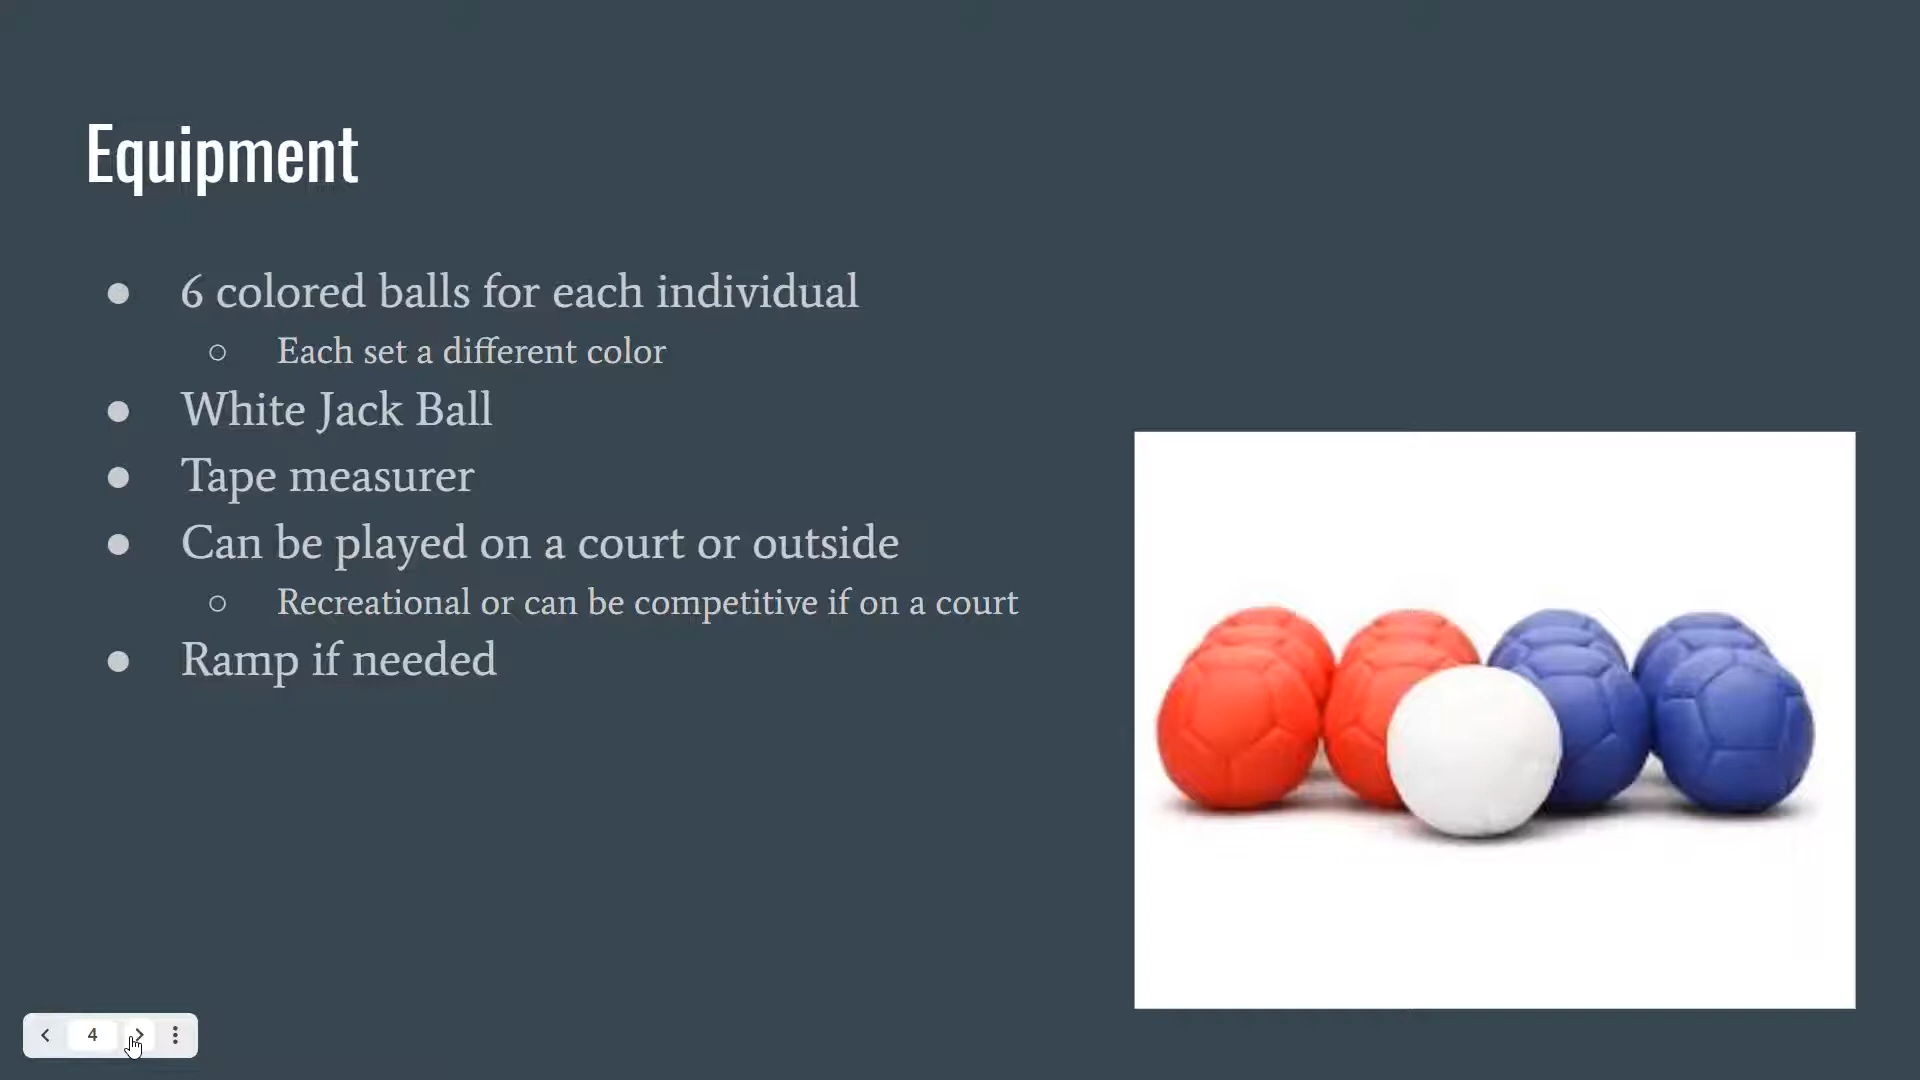 Equipment
● 6 colored balls for each individual
○ Each set a different color
● White Jack Ball
● Tape measurer
● Can be played on a court or outside
○ Recreational or can be competitive if on a court
● Ramp if needed
4